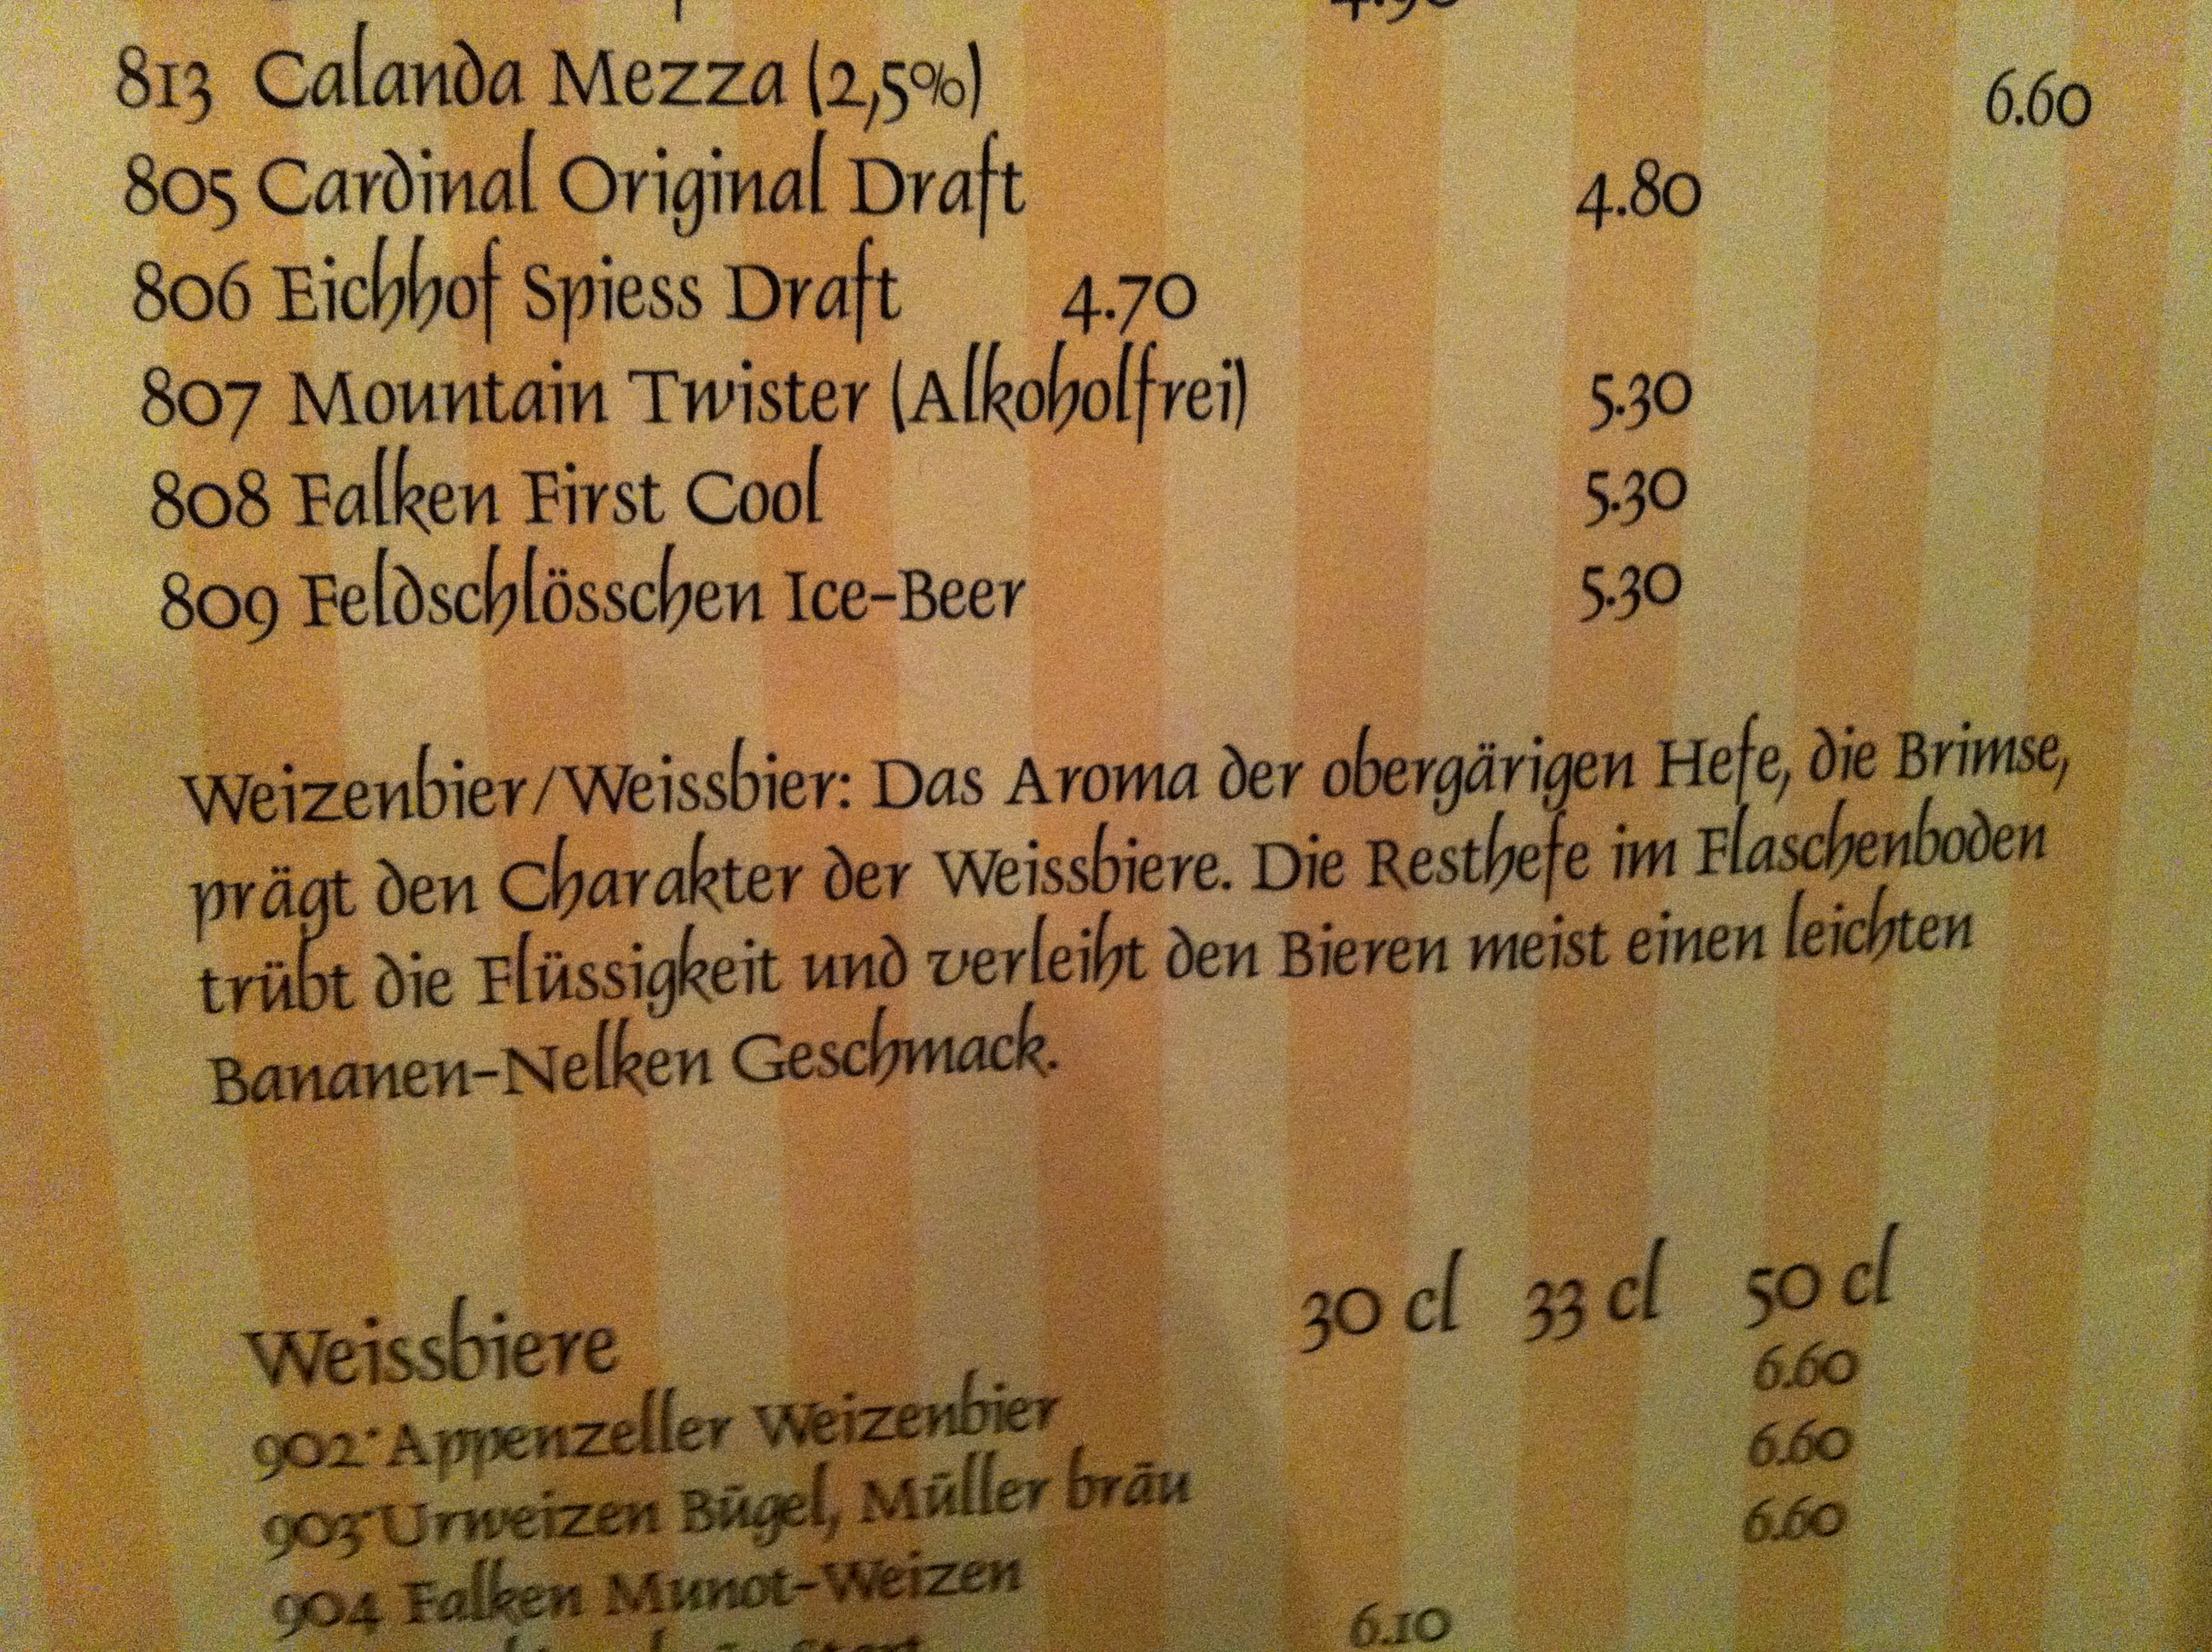 813 Calanda Mezza (2,5%) 6.60
805 Cardinal Original Draft 4.80
806 Eichhof Spiess Draft 4.70
807 Mountain Twister (Alkoholfrei) 5.30
808 Falken First Cool 5.30
809 Feldschlösschen Ice-Beer 5.30
Weizenbier/Weissbier: Das Aroma der obergärigen Hefe, die Brimse,
prägt den Charakter der Weissbiere. Die Resthefe im Flaschenboden
trübt die Flüssigkeit und verleiht den Bieren meist einen leichten
Bananen-Nelken Geschmack.
Weissbiere 30 cl 33 cl 50 cl
902* Appenzeller Weizenbier 6.60
903* Urweizen Bügel, Müller bräu 6.60
904 Falken Munot-Weizen 6.60
6.10